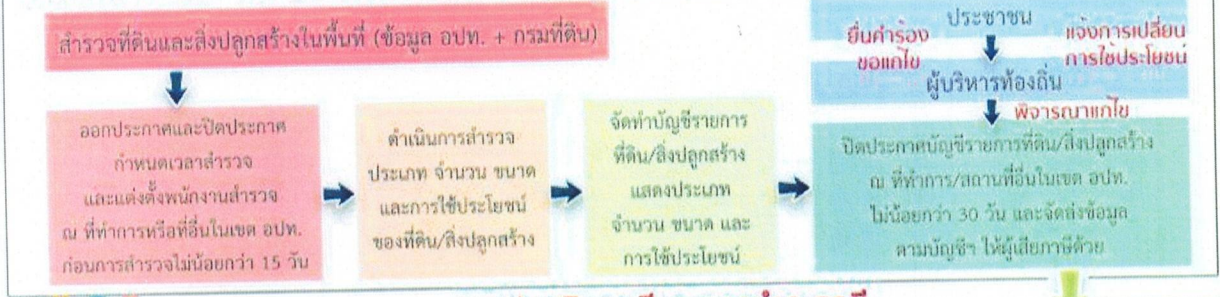 สำรวจที่ดินและสิ่งปลูกสร้างในพื้นที่ (ข้อมูล อปท. + กรมที่ดิน)
ออกประกาศและปิดประกาศ
กำหนดเวลาสำรวจ
และแต่งตั้งพนักงานสำรวจ
ณ ที่ทำการหรือที่อื่นในเขต อปท.
ก่อนการสำรวจไม่น้อยกว่า 15 วัน
ดำเนินการสำรวจ
ประเภท จำนวน ขนาด
และการใช้ประโยชน์
ของที่ดิน/สิ่งปลูกสร้าง
จัดทำบัญชีรายการ
ที่ดิน/สิ่งปลูกสร้าง
แสดงประเภท
จำนวน ขนาด และ
การใช้ประโยชน์
ประชาชน
ยื่นคำร้อง
ขอแก้ไข
แจ้งการเปลี่ยน
การใช้ประโยชน์
ผู้บริหารท้องถิ่น
พิจารณาแก้ไข
ปิดประกาศบัญชีรายการที่ดิน/สิ่งปลูกสร้าง
ณ ที่ทำการ/สถานที่อื่นในเขต อปท.
ไม่น้อยกว่า 30 วัน และจัดส่งข้อมูล
ตามบัญชีฯ ให้ผู้เสียภาษีด้วย